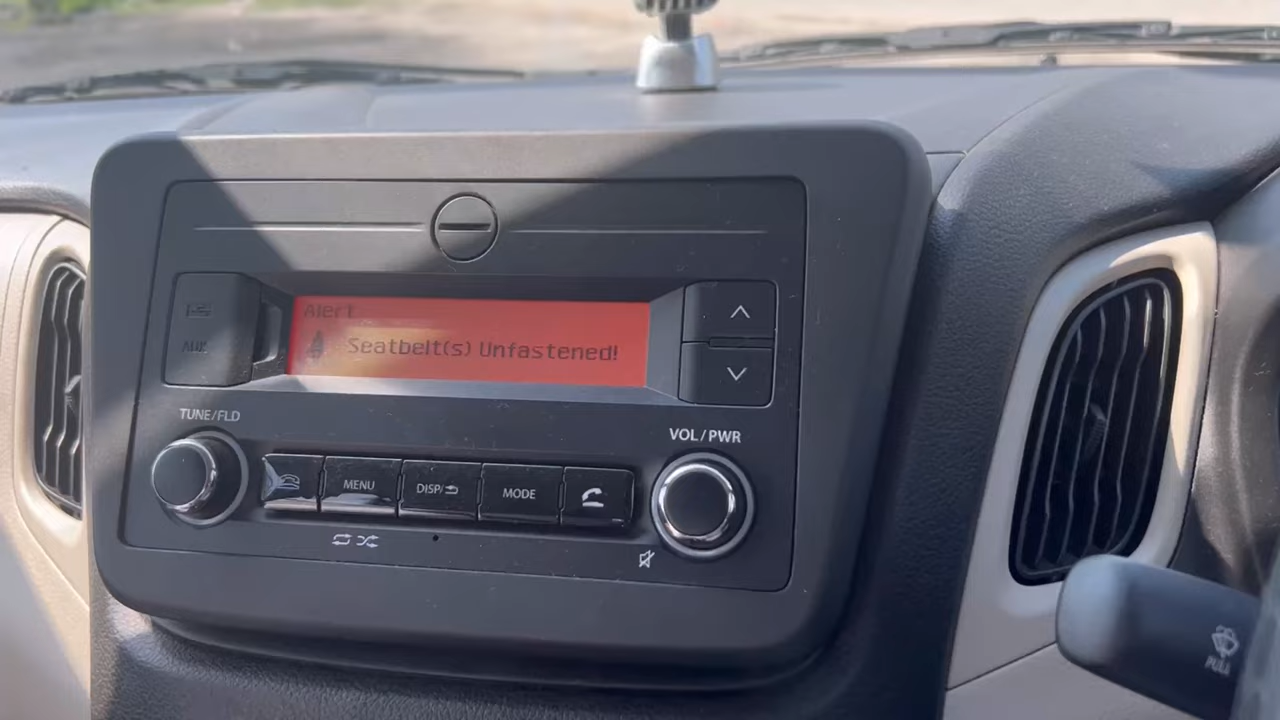 Alert
Seatbelt(s) Unfastened!
AUX
TUNE/FLD
VOL/PWR
MENU
DISP/
MODE
PULL